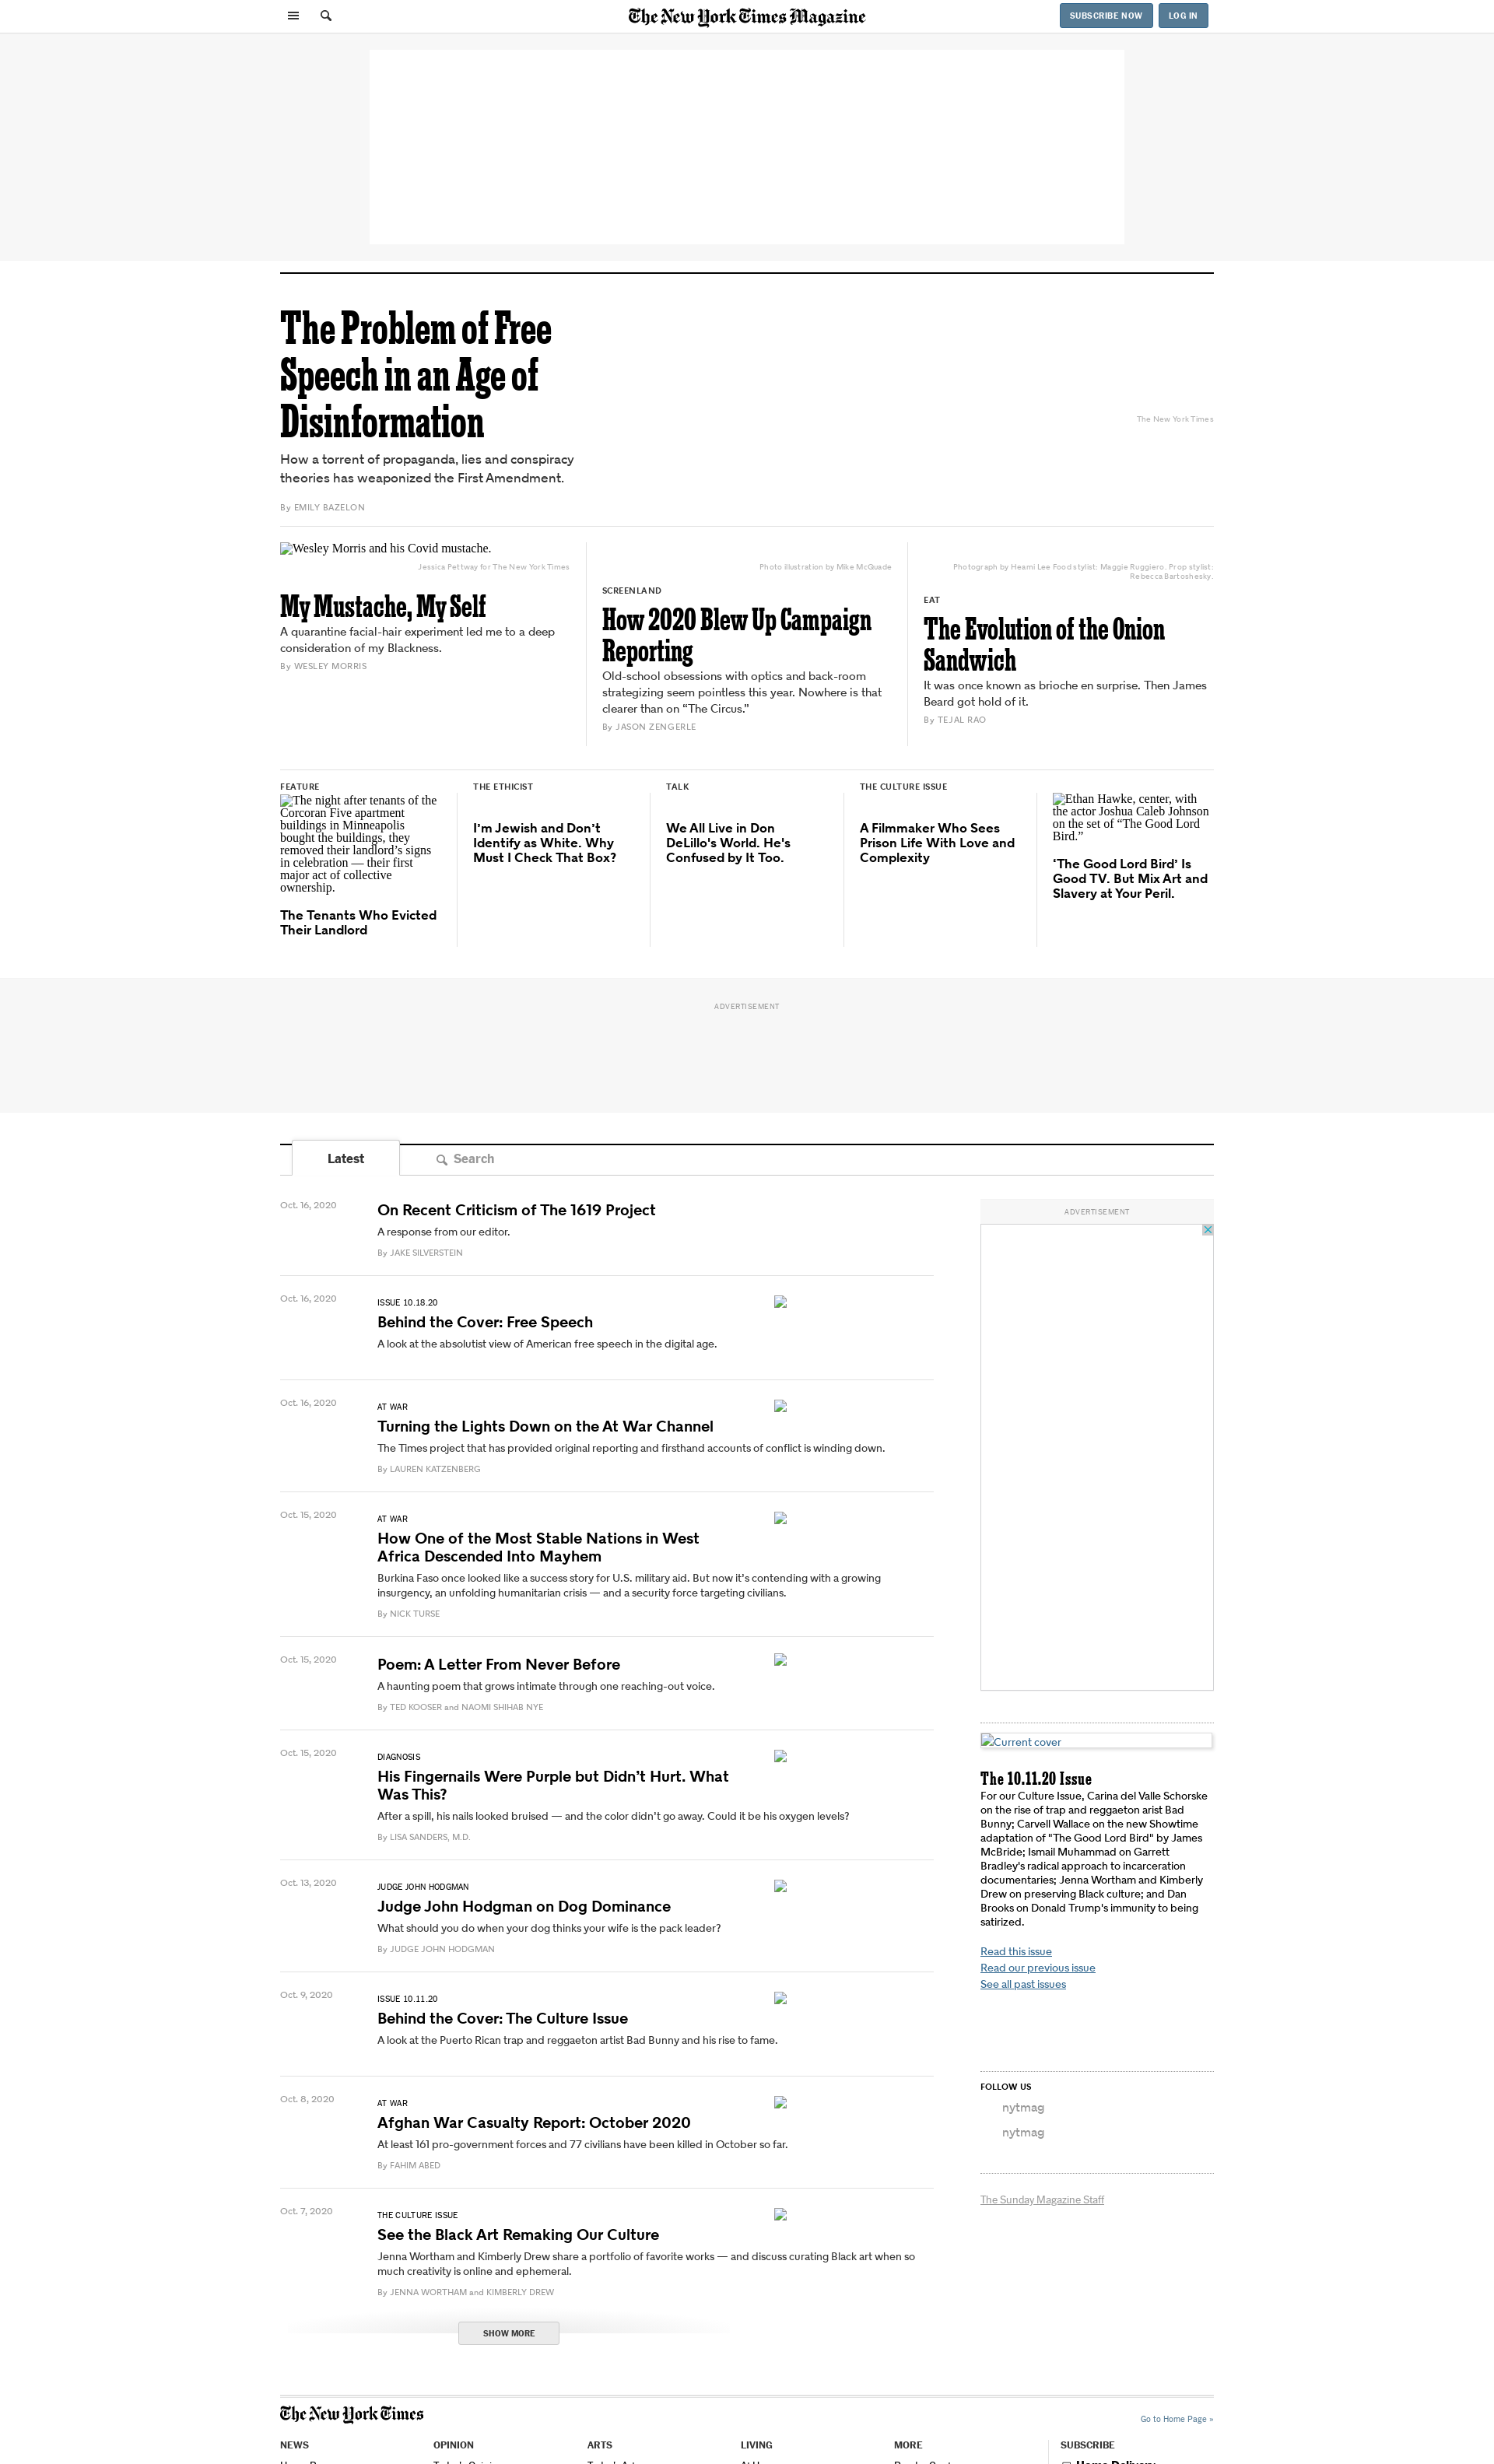 The New York Times Magazine
SUBSCRIBE NOW
LOG IN
The Problem of Free
Speech in an Age of
Disinformation
How a torrent of propaganda, lies and conspiracy
theories has weaponized the First Amendment.
By EMILY BAZELON
The New York Times
Wesley Morris and his Covid mustache.
Jessica Pettway for The New York Times
My Mustache, My Self
A quarantine facial-hair experiment led me to a deep
consideration of my Blackness.
By WESLEY MORRIS
Photo illustration by Mike McQuade
SCREENLAND
How 2020 Blew Up Campaign
Reporting
Old-school obsessions with optics and back-room
strategizing seem pointless this year. Nowhere is that
clearer than on “The Circus.”
By JASON ZENGERLE
Photograph by Heami Lee Food stylist: Maggie Ruggiero. Prop stylist:
Rebecca Bartoshesky.
EAT
The Evolution of the Onion
Sandwich
It was once known as brioche en surprise. Then James
Beard got hold of it.
By TEJAL RAO
FEATURE
The night after tenants of the
Corcoran Five apartment
buildings in Minneapolis
bought the buildings, they
removed their landlord’s signs
in celebration — their first
major act of collective
ownership.
The Tenants Who Evicted
Their Landlord
THE ETHICIST
I’m Jewish and Don’t
Identify as White. Why
Must I Check That Box?
TALK
We All Live in Don
DeLillo's World. He's
Confused by It Too.
THE CULTURE ISSUE
A Filmmaker Who Sees
Prison Life With Love and
Complexity
Ethan Hawke, center, with
the actor Joshua Caleb Johnson
on the set of “The Good Lord
Bird.”
‘The Good Lord Bird’ Is
Good TV. But Mix Art and
Slavery at Your Peril.
ADVERTISEMENT
Latest
Search
Oct. 16, 2020
On Recent Criticism of The 1619 Project
A response from our editor.
By JAKE SILVERSTEIN
Oct. 16, 2020
ISSUE 10.18.20
Behind the Cover: Free Speech
A look at the absolutist view of American free speech in the digital age.
Oct. 16, 2020
AT WAR
Turning the Lights Down on the At War Channel
The Times project that has provided original reporting and firsthand accounts of conflict is winding down.
By LAUREN KATZENBERG
Oct. 15, 2020
AT WAR
How One of the Most Stable Nations in West
Africa Descended Into Mayhem
Burkina Faso once looked like a success story for U.S. military aid. But now it’s contending with a growing
insurgency, an unfolding humanitarian crisis — and a security force targeting civilians.
By NICK TURSE
Oct. 15, 2020
Poem: A Letter From Never Before
A haunting poem that grows intimate through one reaching-out voice.
By TED KOOSER and NAOMI SHIHAB NYE
Oct. 15, 2020
DIAGNOSIS
His Fingernails Were Purple but Didn’t Hurt. What
Was This?
After a spill, his nails looked bruised — and the color didn’t go away. Could it be his oxygen levels?
By LISA SANDERS, M.D.
Oct. 13, 2020
JUDGE JOHN HODGMAN
Judge John Hodgman on Dog Dominance
What should you do when your dog thinks your wife is the pack leader?
By JUDGE JOHN HODGMAN
Oct. 9, 2020
ISSUE 10.11.20
Behind the Cover: The Culture Issue
A look at the Puerto Rican trap and reggaeton artist Bad Bunny and his rise to fame.
Oct. 8, 2020
AT WAR
Afghan War Casualty Report: October 2020
At least 161 pro-government forces and 77 civilians have been killed in October so far.
By FAHIM ABED
Oct. 7, 2020
THE CULTURE ISSUE
See the Black Art Remaking Our Culture
Jenna Wortham and Kimberly Drew share a portfolio of favorite works — and discuss curating Black art when so
much creativity is online and ephemeral.
By JENNA WORTHAM and KIMBERLY DREW
SHOW MORE
ADVERTISEMENT
Current cover
The 10.11.20 Issue
For our Culture Issue, Carina del Valle Schorske
on the rise of trap and reggaeton arist Bad
Bunny; Carvell Wallace on the new Showtime
adaptation of "The Good Lord Bird" by James
McBride; Ismail Muhammad on Garrett
Bradley's radical approach to incarceration
documentaries; Jenna Wortham and Kimberly
Drew on preserving Black culture; and Dan
Brooks on Donald Trump's immunity to being
satirized.
Read this issue
Read our previous issue
See all past issues
FOLLOW US
nytmag
nytmag
The Sunday Magazine Staff
The New York Times
Go to Home Page »
NEWS
OPINION
ARTS
LIVING
MORE
SUBSCRIBE